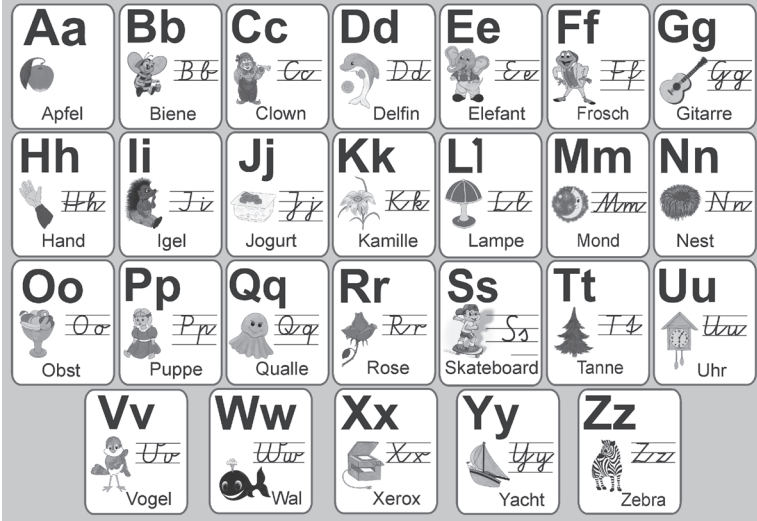 Aa
Apfel
Bb
Bb
Biene
Cc
Cc
Clown
Dd
Dd
Delfin
Ee
Ee
Elefant
Ff
Ff
Frosch
Gg
Gg
Gitarre
Hh
Hh
Hand
Ii
Ii
Igel
Jj
Jj
Jogurt
Kk
Kk
Kamille
Ll
Ll
Lampe
Mm
Mm
Mond
Nn
Nn
Nest
Oo
Oo
Obst
Pp
Pp
Puppe
Qq
Qq
Qualle
Rr
Rr
Rose
Ss
Ss
Skateboard
Tt
Tt
Tanne
Uu
Uu
Uhr
Vv
Vv
Vogel
Ww
Ww
Wal
Xx
Xx
Xerox
Yy
Yy
Yacht
Zz
Zz
Zebra